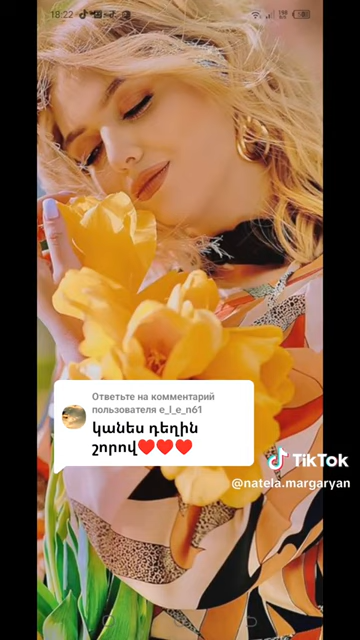 18:22
Ответьте на комментарий
пользователя e_l_e_n61
կանես դեղին
շորով❤️❤️❤️
TikTok
@natela.margaryan